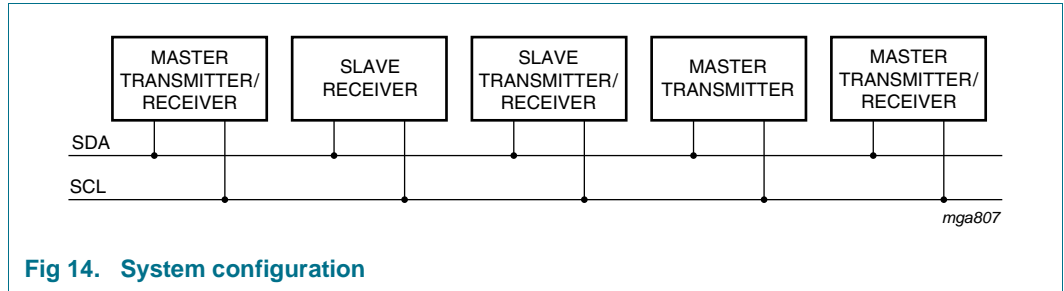 MASTER
TRANSMITTER/
RECEIVER
SLAVE
RECEIVER
SLAVE
TRANSMITTER/
RECEIVER
MASTER
TRANSMITTER
MASTER
TRANSMITTER/
RECEIVER
SDA
SCL
mga807
Fig 14. System configuration